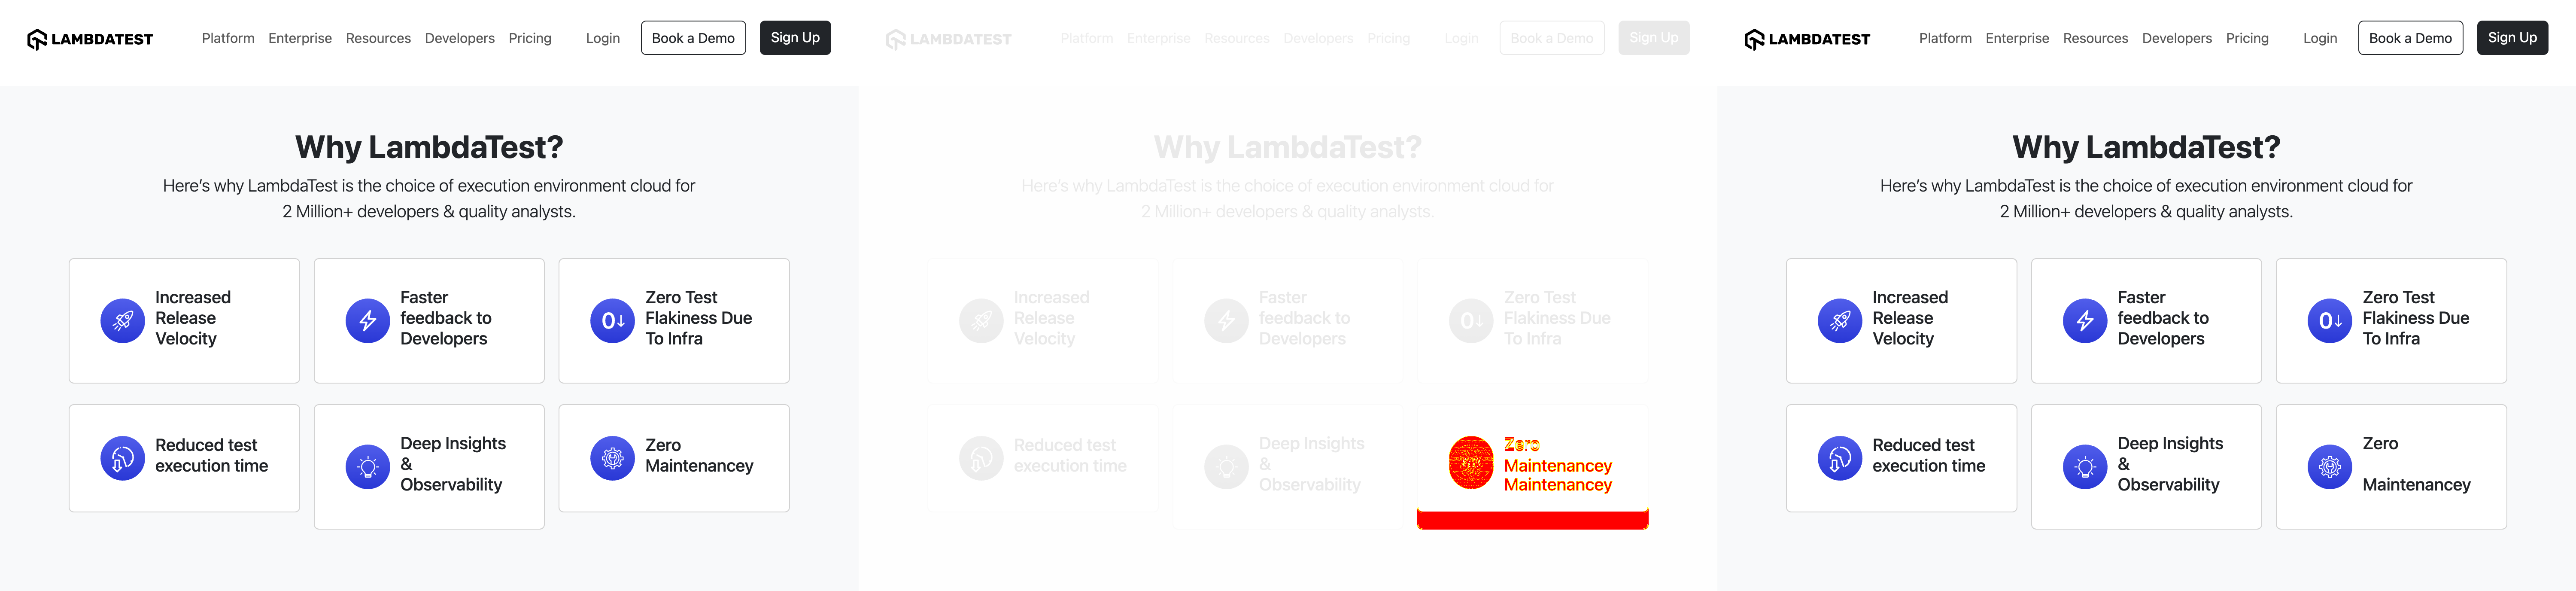 LAMBDATEST Platform Enterprise Resources Developers Pricing Login Book a Demo Sign Up
Why LambdaTest?
Here's why LambdaTest is the choice of execution environment cloud for
2 Million+ developers & quality analysts.
Increased
Release
Velocity
Faster
feedback to
Developers
Zero Test
Flakiness Due
To Infra
Reduced test
execution time
Deep Insights
&
Observability
Zero
Maintenancey
LAMBDATEST Platform Enterprise Resources Developers Pricing Login Book a Demo Sign Up
Why LambdaTest?
Here's why LambdaTest is the choice of execution environment cloud for
2 Million+ developers & quality analysts.
Increased
Release
Velocity
Faster
feedback to
Developers
Zero Test
Flakiness Due
To Infra
Reduced test
execution time
Deep Insights
&
Observability
Zero
Maintenancey
Maintenancey
LAMBDATEST Platform Enterprise Resources Developers Pricing Login Book a Demo Sign Up
Why LambdaTest?
Here's why LambdaTest is the choice of execution environment cloud for
2 Million+ developers & quality analysts.
Increased
Release
Velocity
Faster
feedback to
Developers
Zero Test
Flakiness Due
To Infra
Reduced test
execution time
Deep Insights
&
Observability
Zero
Maintenancey